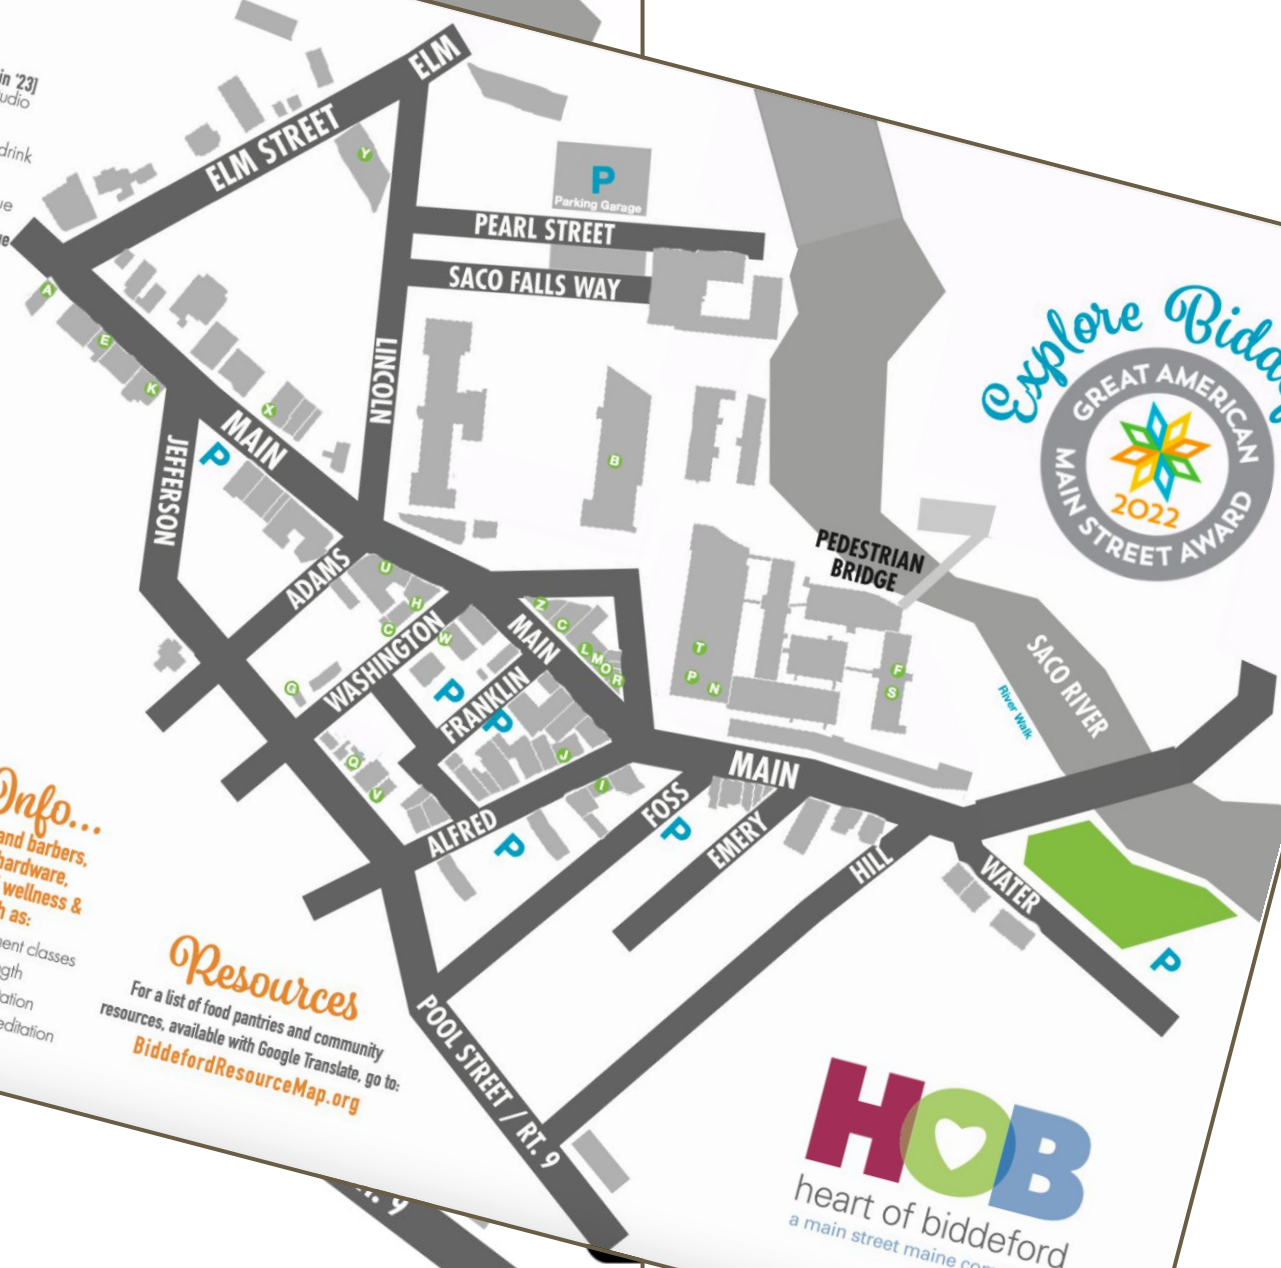 in '23]
udio
drink
ue
ELM
ELM STREET
Y
P
Parking Garage
PEARL STREET
SACO FALLS WAY
A
E
K
X
LINCOLN
MAIN
JEFFERSON
P
B
Explore Bidd
GREAT AMERICAN
MAIN STREET AWARD
2022
PEDESTRIAN
BRIDGE
ADAMS
U
H
C
W
WASHINGTON
G
Z
C
L
M
O
R
MAIN
T
P
N
F
S
SACO RIVER
River Walk
P
FRANKLIN
P
Q
V
J
I
ALFRED
P
MAIN
FOSS
P
EMERY
HILL
WATER
P
Info...
and barbers,
hardware,
wellness &
h as:
ent classes
gth
tation
editation
Resources
For a list of food pantries and community
resources, available with Google Translate, go to:
BiddefordResourceMap.org
POOL STREET / RT. 9
HOB
heart of biddeford
a main street maine com
T. 9